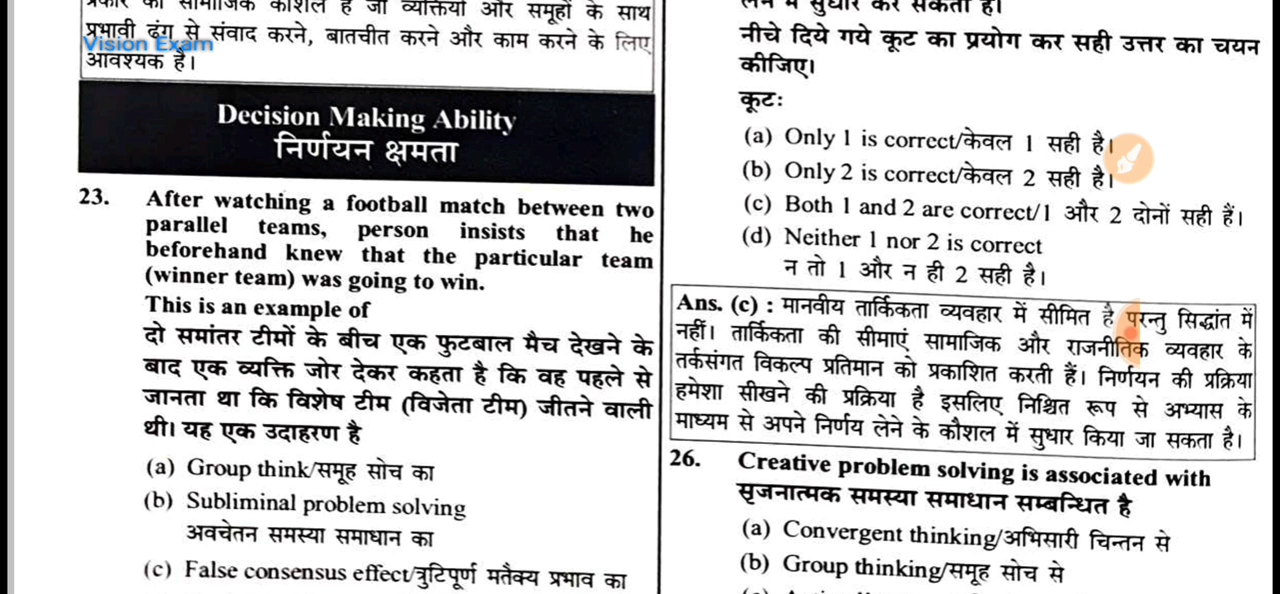 प्रकार का सामाजिक कौशल है जो व्यक्तियों और समूहों के साथ
प्रभावी ढंग से संवाद करने, बातचीत करने और काम करने के लिए
Vision Exam
आवश्यक है।
Decision Making Ability
निर्णयन क्षमता
23. After watching a football match between two
parallel teams, person insists that he
beforehand knew that the particular team
(winner team) was going to win.
This is an example of
दो समांतर टीमों के बीच एक फुटबाल मैच देखने के
बाद एक व्यक्ति जोर देकर कहता है कि वह पहले से
जानता था कि विशेष टीम (विजेता टीम) जीतने वाली
थी। यह एक उदाहरण है
(a) Group think/समूह सोच का
(b) Subliminal problem solving
अवचेतन समस्या समाधान का
(c) False consensus effect/त्रुटिपूर्ण मतैक्य प्रभाव का
लेने में सुधार कर सकता है।
नीचे दिये गये कूट का प्रयोग कर सही उत्तर का चयन
कीजिए।
कूटः
(a) Only 1 is correct/केवल 1 सही है।
(b) Only 2 is correct/केवल 2 सही है।
(c) Both 1 and 2 are correct/1 और 2 दोनों सही हैं।
(d) Neither 1 nor 2 is correct
न तो 1 और न ही 2 सही है।
Ans. (c) : मानवीय तार्किकता व्यवहार में सीमित है परन्तु सिद्धांत में
नहीं। तार्किकता की सीमाएं सामाजिक और राजनीतिक व्यवहार के
तर्कसंगत विकल्प प्रतिमान को प्रकाशित करती हैं। निर्णयन की प्रक्रिया
हमेशा सीखने की प्रक्रिया है इसलिए निश्चित रूप से अभ्यास के
माध्यम से अपने निर्णय लेने के कौशल में सुधार किया जा सकता है।
26. Creative problem solving is associated with
सृजनात्मक समस्या समाधान सम्बन्धित है
(a) Convergent thinking/अभिसारी चिन्तन से
(b) Group thinking/समूह सोच से